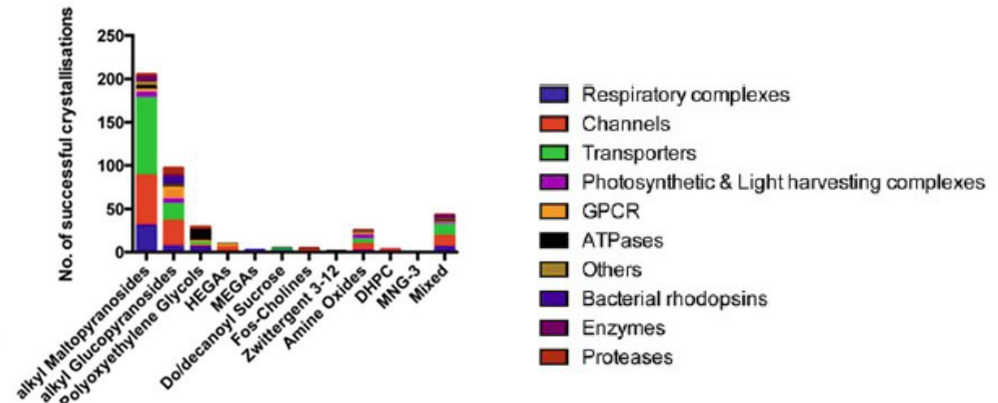 No. of successful crystallisations
250
200
150
100
50
0
alkyl Maltopyranosides
alkyl Glucopyranosides
Polyoxyethylene Glycols
HEGAs
MEGAs
Do/decanoyl Sucrose
Fos-Cholines
Zwittergent 3-12
Amine Oxides
DHPC
MNG-3
Mixed
Respiratory complexes
Channels
Transporters
Photosynthetic & Light harvesting complexes
GPCR
ATPases
Others
Bacterial rhodopsins
Enzymes
Proteases